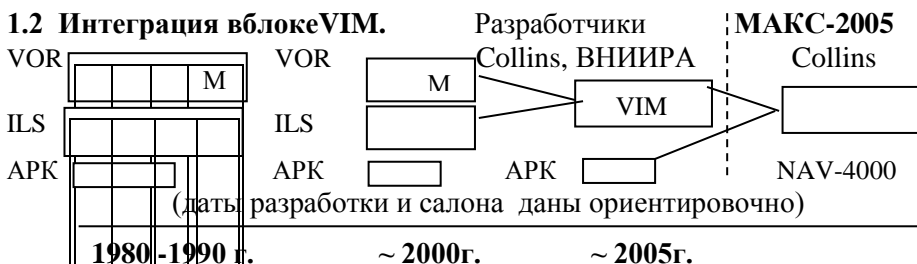 1.2 Интеграция вблокеVIM. Разработчики МАКС-2005
VOR VOR Collins, ВНИИРА Collins
М М VIM
ILS ILS
АРК АРК АРК NAV-4000
(даты разработки и салона даны ориентировочно)
1980 -1990 г. ~ 2000г. ~ 2005г.